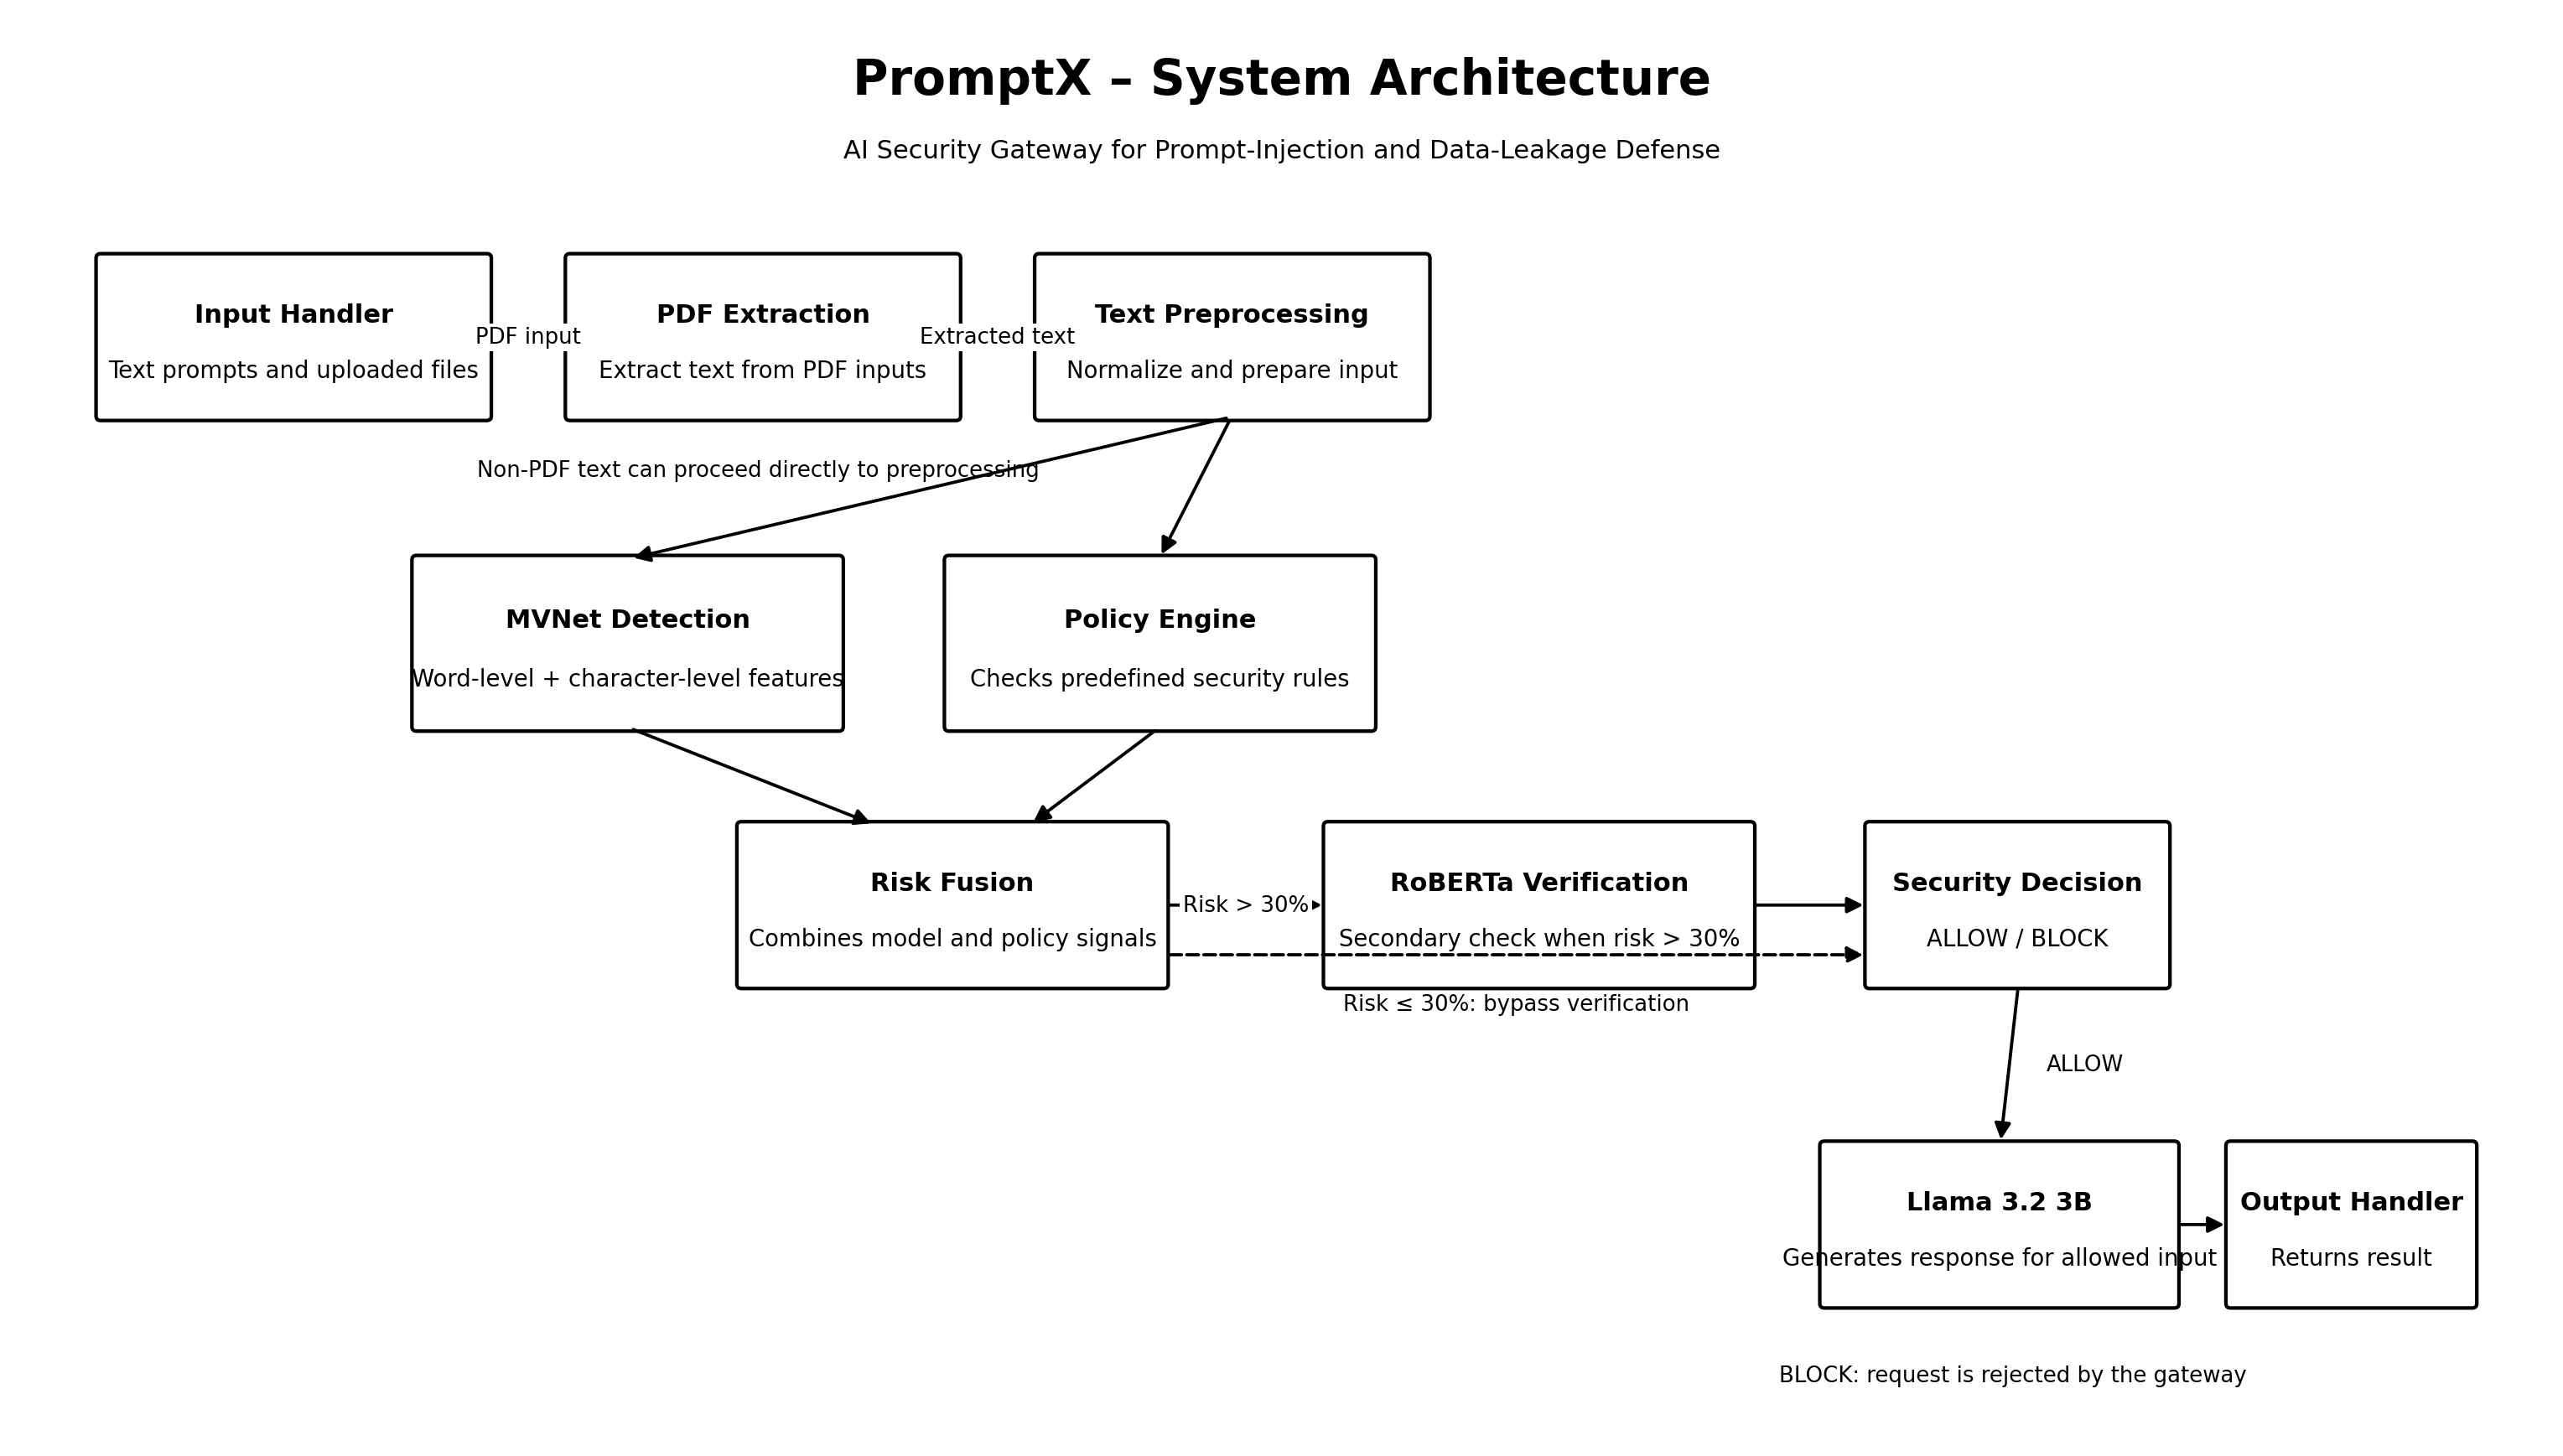 PromptX – System Architecture
AI Security Gateway for Prompt-Injection and Data-Leakage Defense
Input Handler
Text prompts and uploaded files
PDF input
PDF Extraction
Extract text from PDF inputs
Extracted text
Text Preprocessing
Normalize and prepare input
Non-PDF text can proceed directly to preprocessing
MVNet Detection
Word-level + character-level features
Policy Engine
Checks predefined security rules
Risk Fusion
Combines model and policy signals
Risk > 30%
RoBERTa Verification
Secondary check when risk > 30%
Risk ≤ 30%: bypass verification
Security Decision
ALLOW / BLOCK
ALLOW
Llama 3.2 3B
Generates response for allowed input
Output Handler
Returns result
BLOCK: request is rejected by the gateway